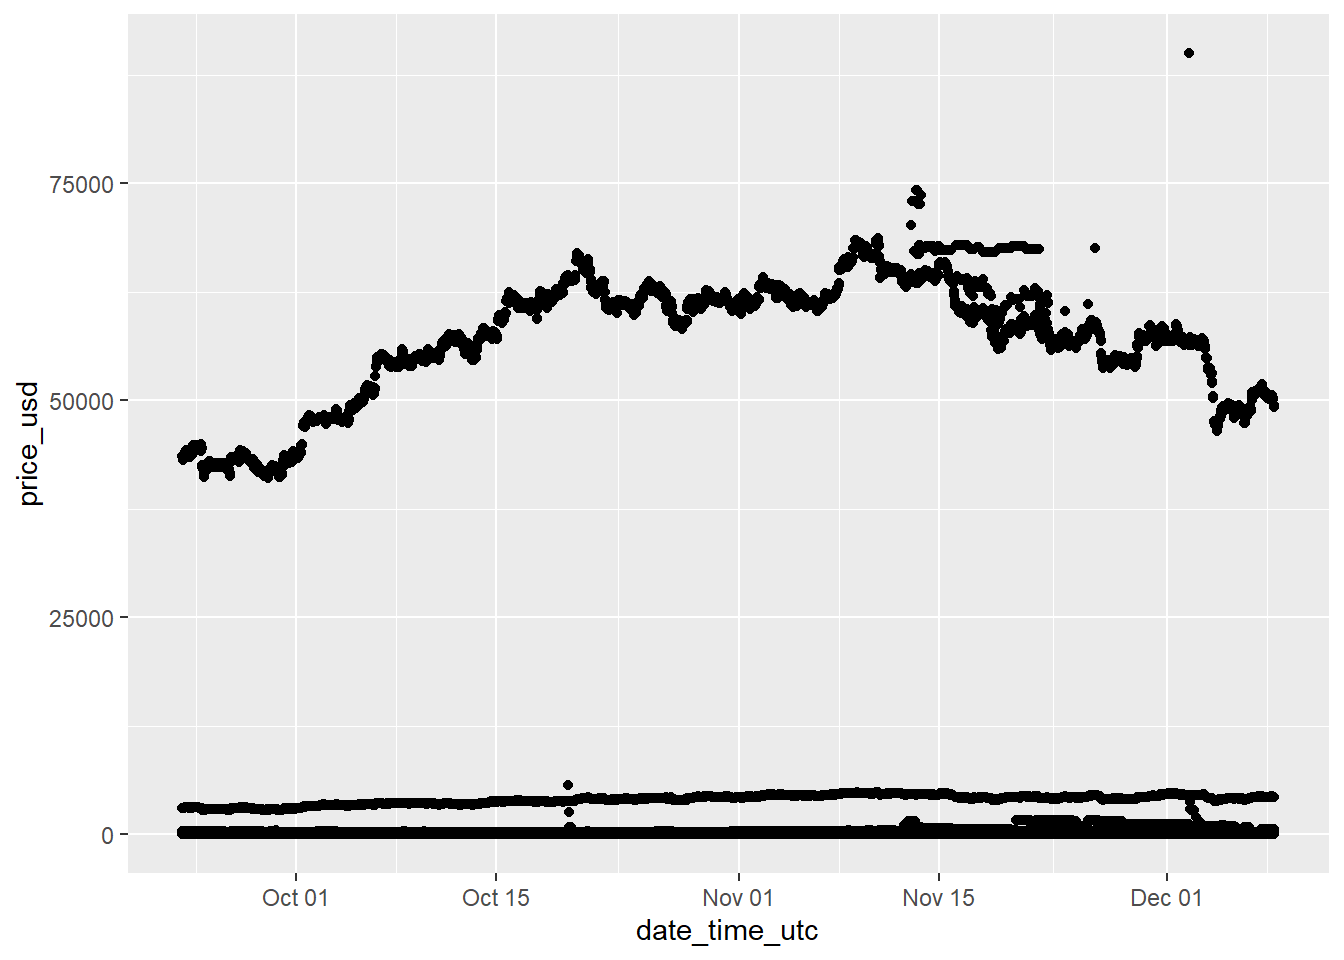 75000
50000
25000
0
price_usd
Oct 01
Oct 15
Nov 01
Nov 15
Dec 01
date_time_utc